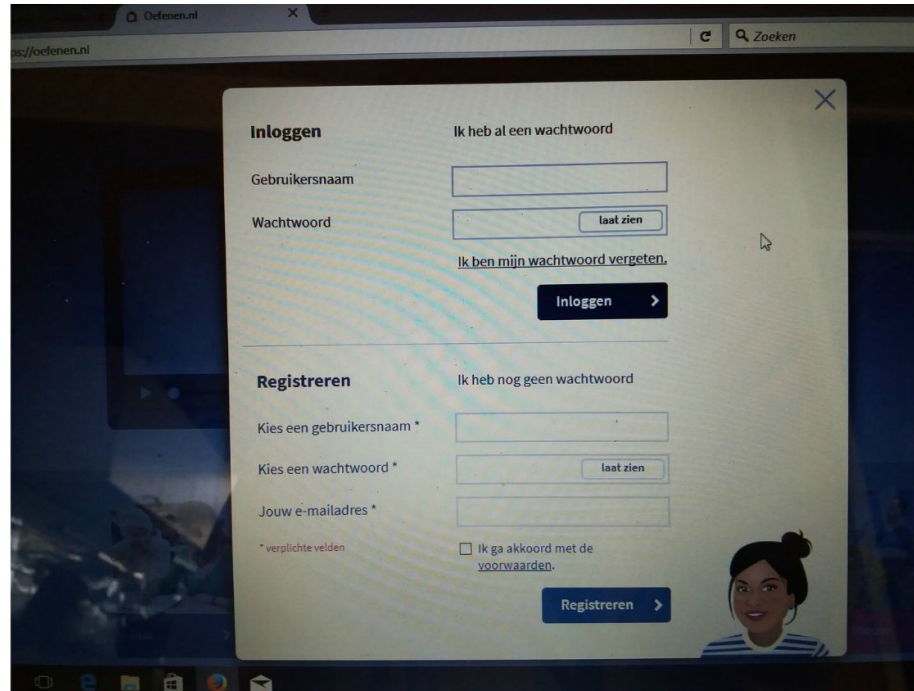 Oefenen.nl
ps://oefenen.nl
Zoeken
Inloggen Ik heb al een wachtwoord
Gebruikersnaam
Wachtwoord laat zien
Ik ben mijn wachtwoord vergeten.
Inloggen
Registreren Ik heb nog geen wachtwoord
Kies een gebruikersnaam *
Kies een wachtwoord * laat zien
Jouw e-mailadres *
* verplichte velden Ik ga akkoord met de
voorwaarden.
Registreren